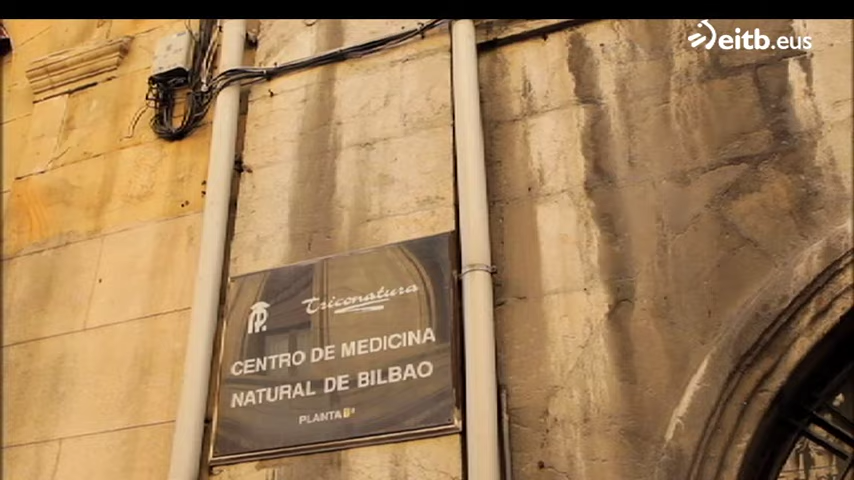 eitb.eus
Triconatura
CENTRO DE MEDICINA
NATURAL DE BILBAO
PLANTA